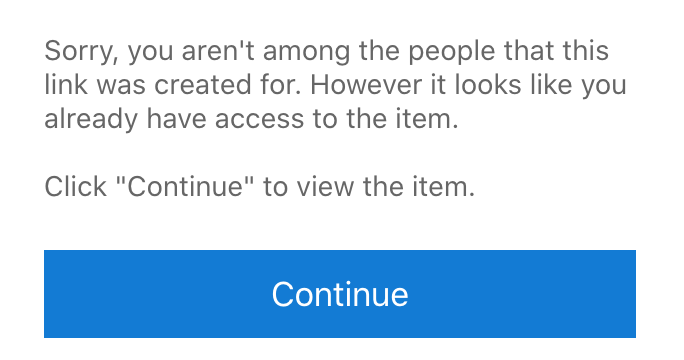 Sorry, you aren't among the people that this
link was created for. However it looks like you
already have access to the item.
Click "Continue" to view the item.
Continue